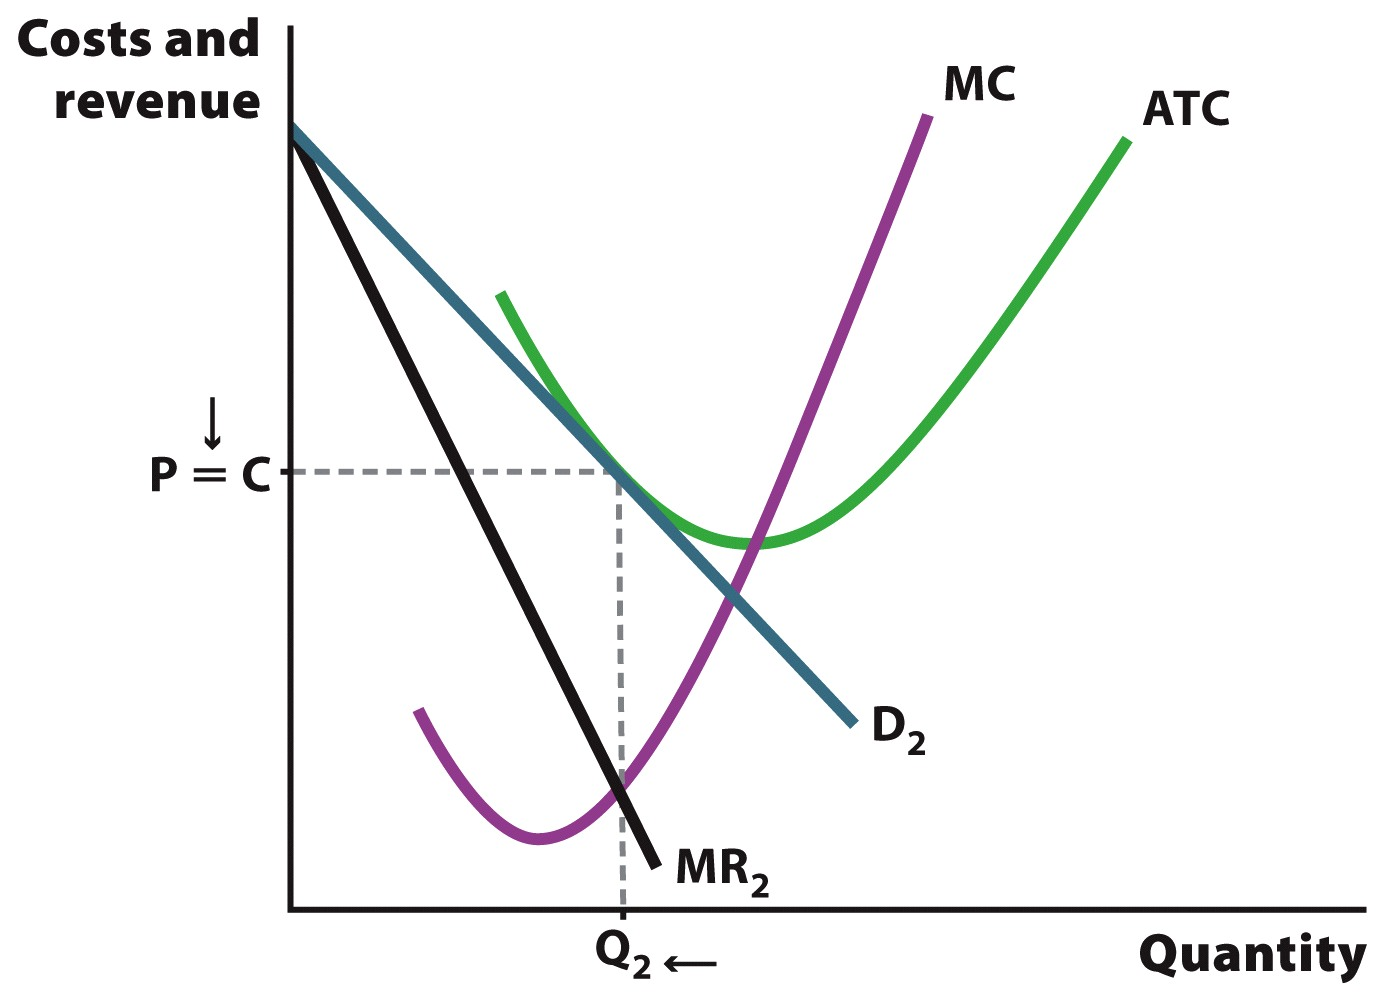 Costs and
revenue
MC
ATC
↓
P = C
D₂
MR₂
Q₂ ←
Quantity